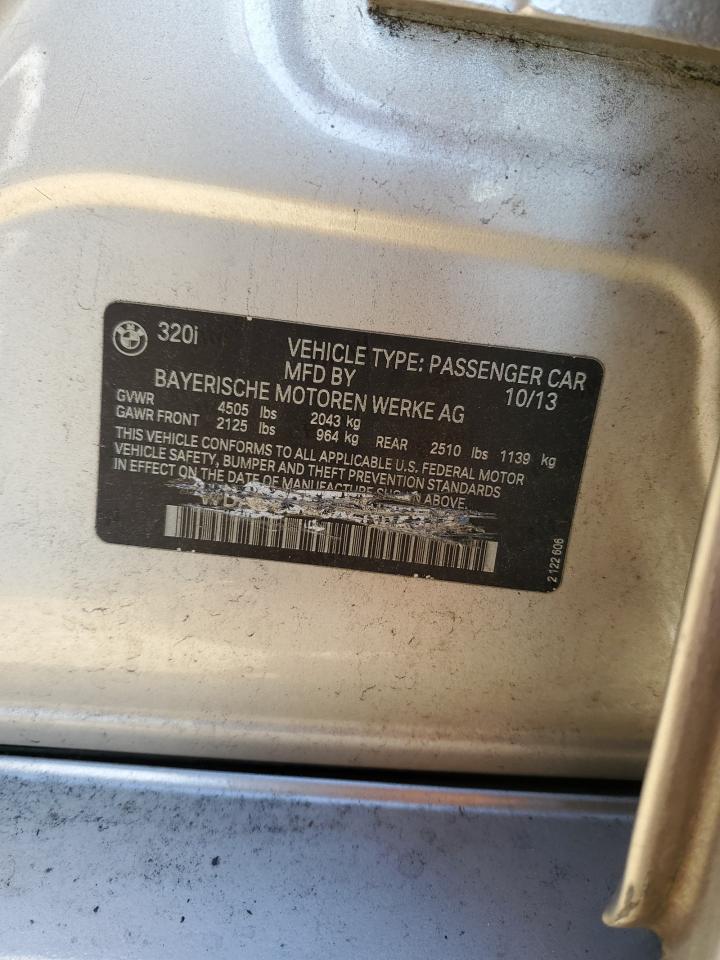 320i
VEHICLE TYPE: PASSENGER CAR
MFD BY 10/13
BAYERISCHE MOTOREN WERKE AG
GVWR 4505 lbs 2043 kg
GAWR FRONT 2125 lbs 964 kg REAR 2510 lbs 1139 kg
THIS VEHICLE CONFORMS TO ALL APPLICABLE U.S. FEDERAL MOTOR
VEHICLE SAFETY, BUMPER AND THEFT PREVENTION STANDARDS
IN EFFECT ON THE DATE OF MANUFACTURE SHOWN ABOVE.
2 122 606